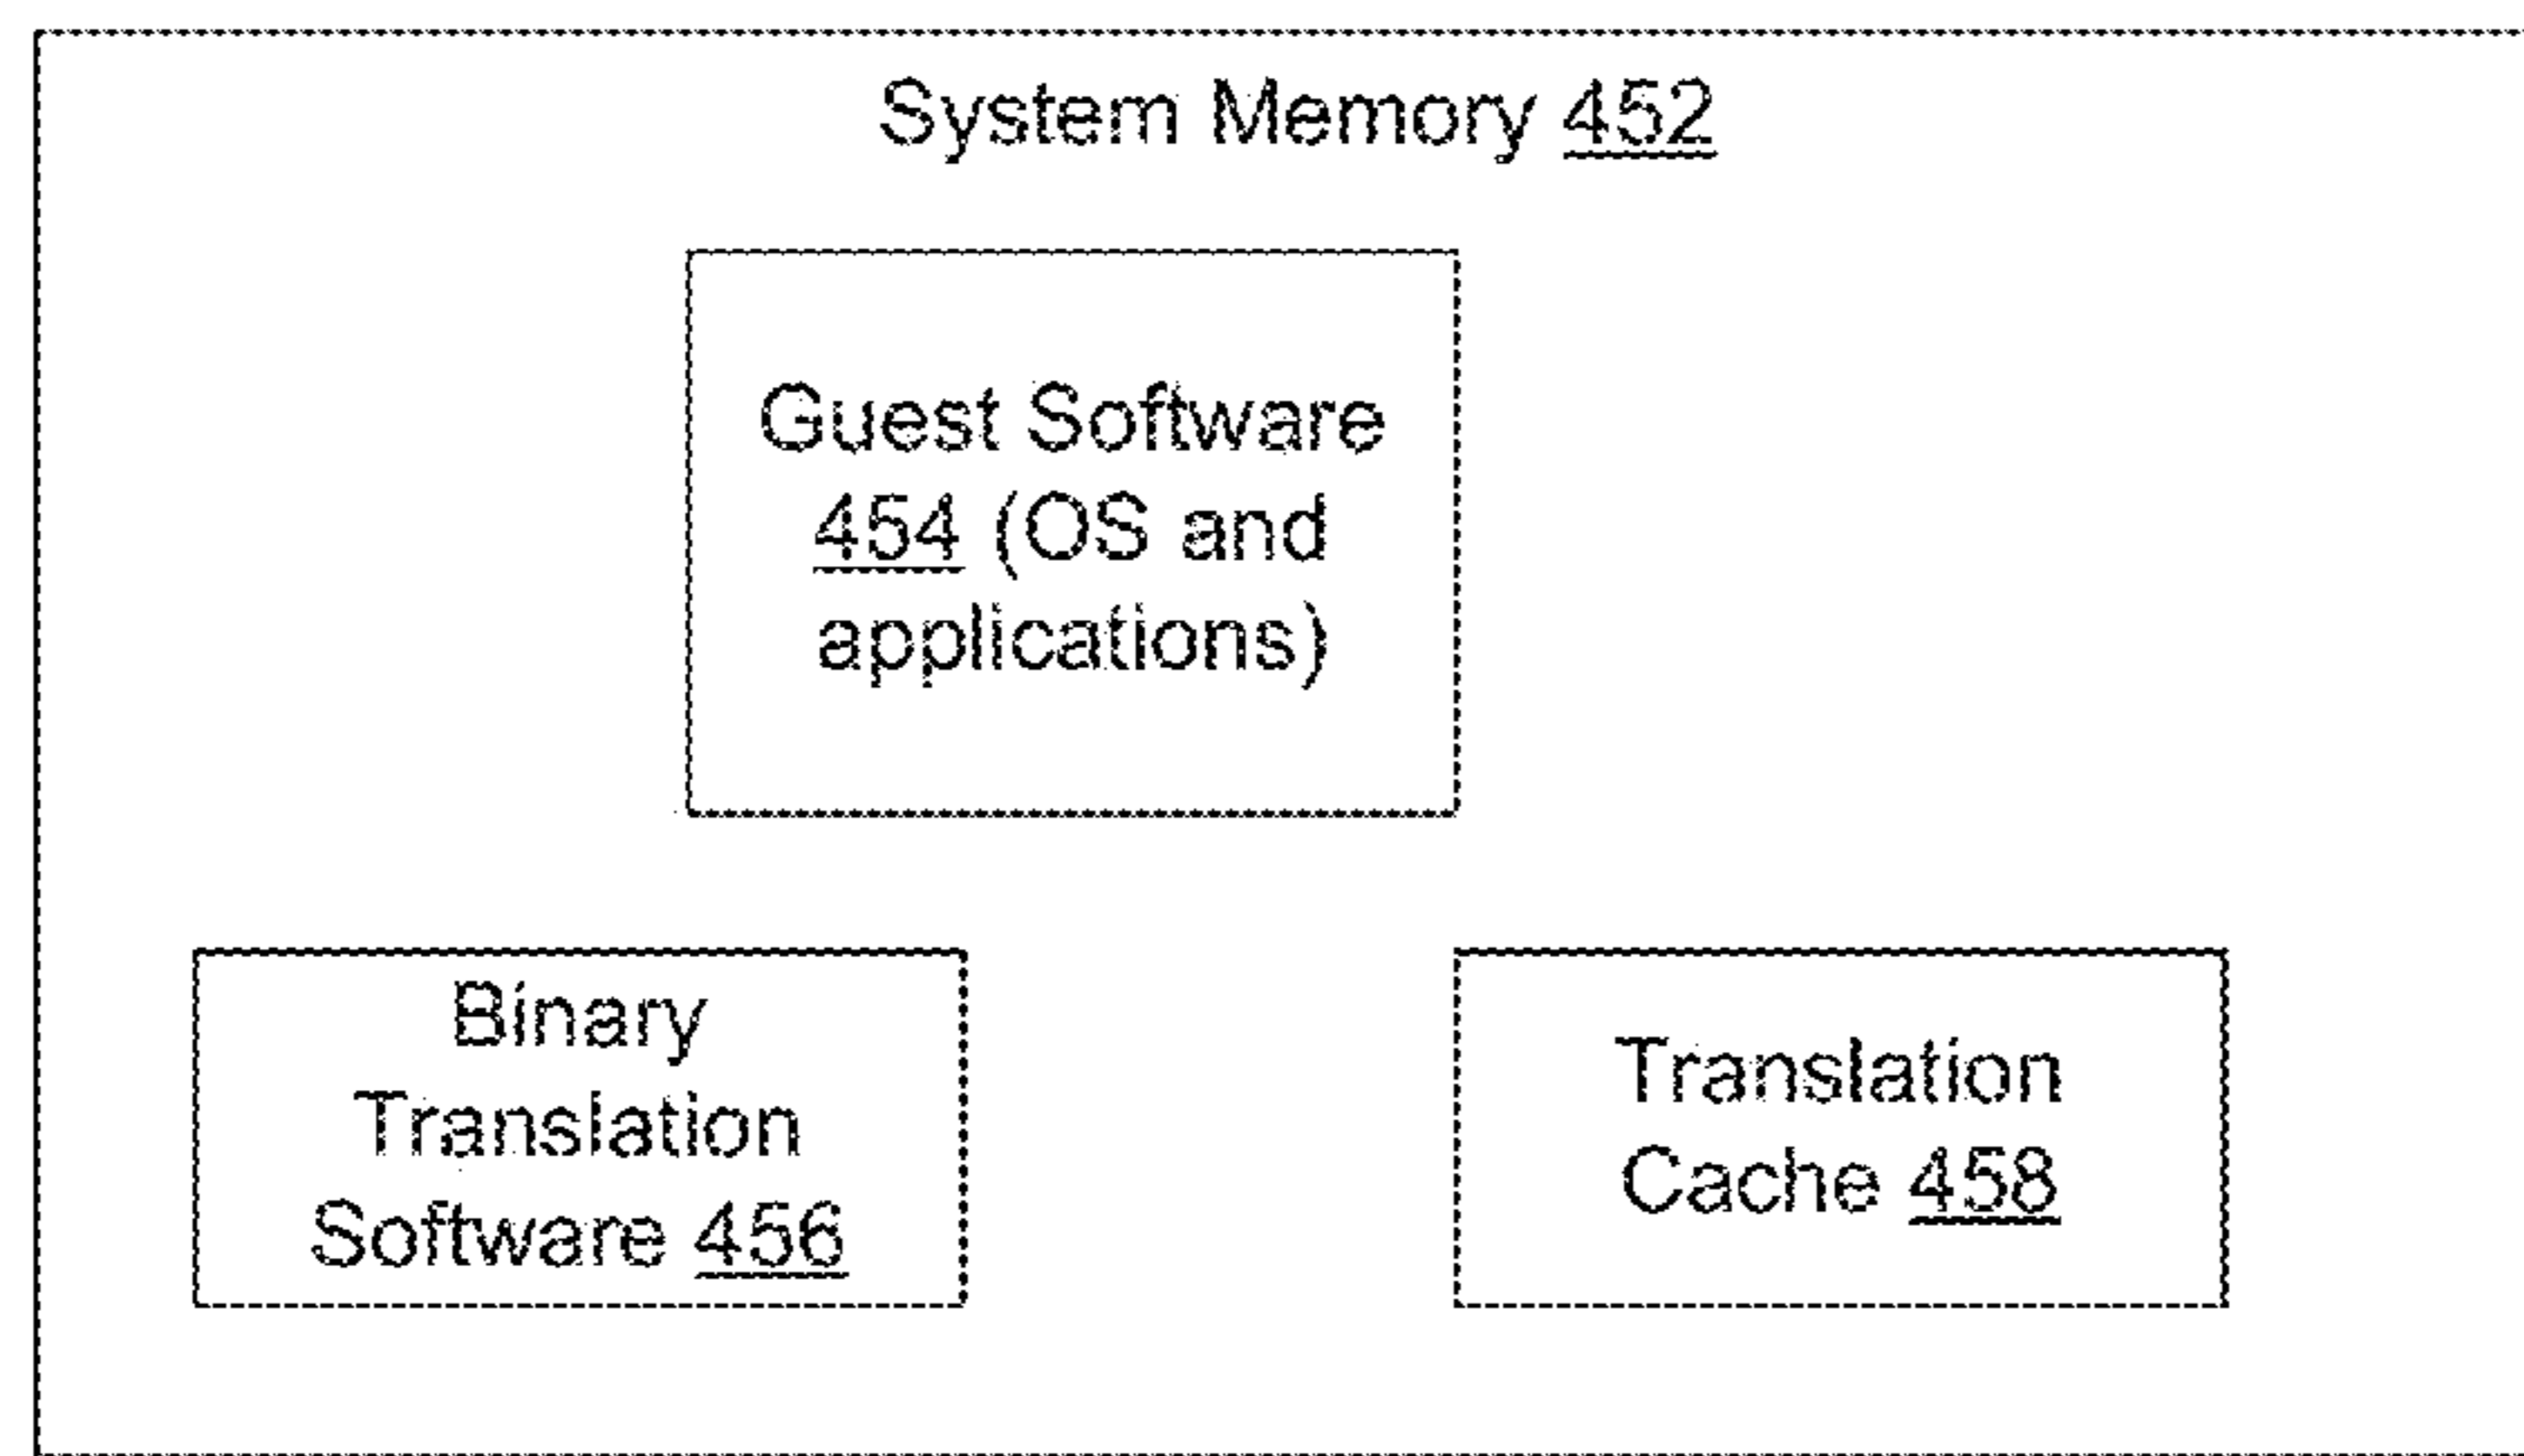 System Memory 452
Guest Software
454 (OS and
applications)
Binary
Translation
Software 456
Translation
Cache 458